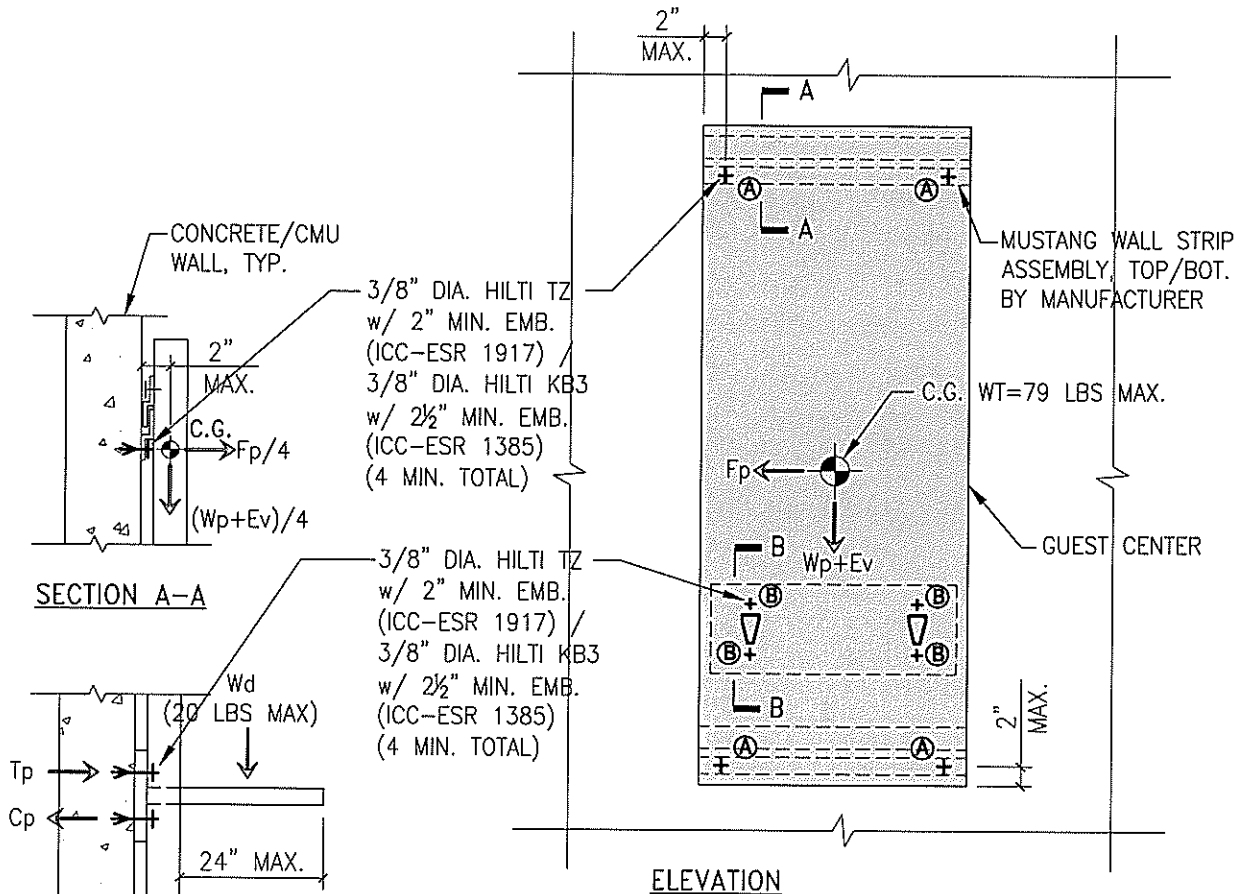 2"
MAX.
A
A
A
A
CONCRETE/CMU
WALL, TYP.
MUSTANG WALL STRIP
ASSEMBLY, TOP/BOT.
BY MANUFACTURER
3/8" DIA. HILTI TZ
w/ 2" MIN. EMB.
(ICC-ESR 1917) /
3/8" DIA. HILTI KB3
w/ 2½" MIN. EMB.
(ICC-ESR 1385)
(4 MIN. TOTAL)
2"
MAX.
C.G.
Fp/4
(Wp+Ev)/4
C.G. WT=79 LBS MAX.
Fp
Wp+Ev
GUEST CENTER
SECTION A-A
3/8" DIA. HILTI TZ
w/ 2" MIN. EMB.
(ICC-ESR 1917) /
3/8" DIA. HILTI KB3
w/ 2½" MIN. EMB.
(ICC-ESR 1385)
(4 MIN. TOTAL)
B
B
B
B
B
B
Wd
(20 LBS MAX)
Tp
Cp
24" MAX.
A
A
2"
MAX.
ELEVATION